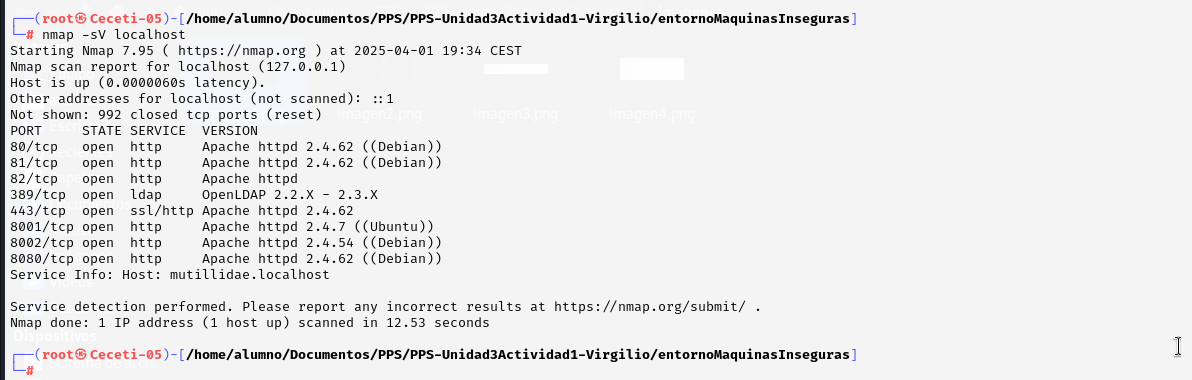 ┌──(root㉿Ceceti-05)-[/home/alumno/Documentos/PPS/PPS-Unidad3Actividad1-Virgilio/entornoMaquinasInseguras]
└─# nmap -sV localhost
Starting Nmap 7.95 ( https://nmap.org ) at 2025-04-01 19:34 CEST
Nmap scan report for localhost (127.0.0.1)
Host is up (0.0000060s latency).
Other addresses for localhost (not scanned): ::1
Not shown: 992 closed tcp ports (reset)
imagen2.png imagen3.png imagen4.png
PORT     STATE SERVICE  VERSION
80/tcp   open  http     Apache httpd 2.4.62 ((Debian))
81/tcp   open  http     Apache httpd 2.4.62 ((Debian))
82/tcp   open  http     Apache httpd
389/tcp  open  ldap     OpenLDAP 2.2.X - 2.3.X
443/tcp  open  ssl/http Apache httpd 2.4.62
8001/tcp open  http     Apache httpd 2.4.7 ((Ubuntu))
8002/tcp open  http     Apache httpd 2.4.54 ((Debian))
8080/tcp open  http     Apache httpd 2.4.62 ((Debian))
Service Info: Host: mutillidae.localhost
Vídeos
Service detection performed. Please report any incorrect results at https://nmap.org/submit/ .
Nmap done: 1 IP address (1 host up) scanned in 12.53 seconds
Dispositivos
┌──(root㉿Ceceti-05)-[/home/alumno/Documentos/PPS/PPS-Unidad3Actividad1-Virgilio/entornoMaquinasInseguras]
└─#